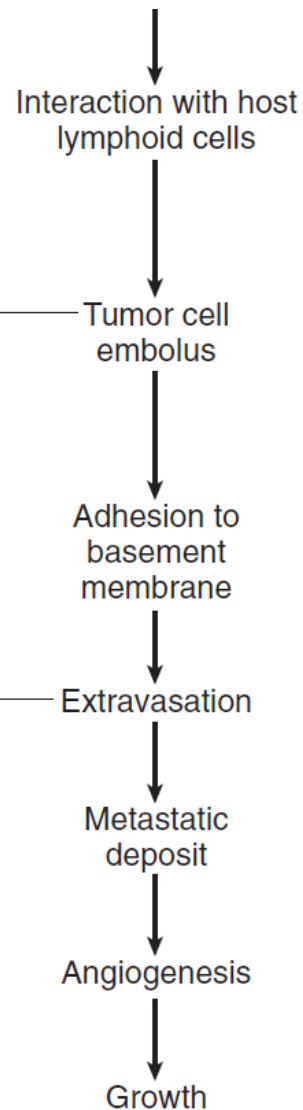 Interaction with host
lymphoid cells
Tumor cell
embolus
Adhesion to
basement
membrane
Extravasation
Metastatic
deposit
Angiogenesis
Growth